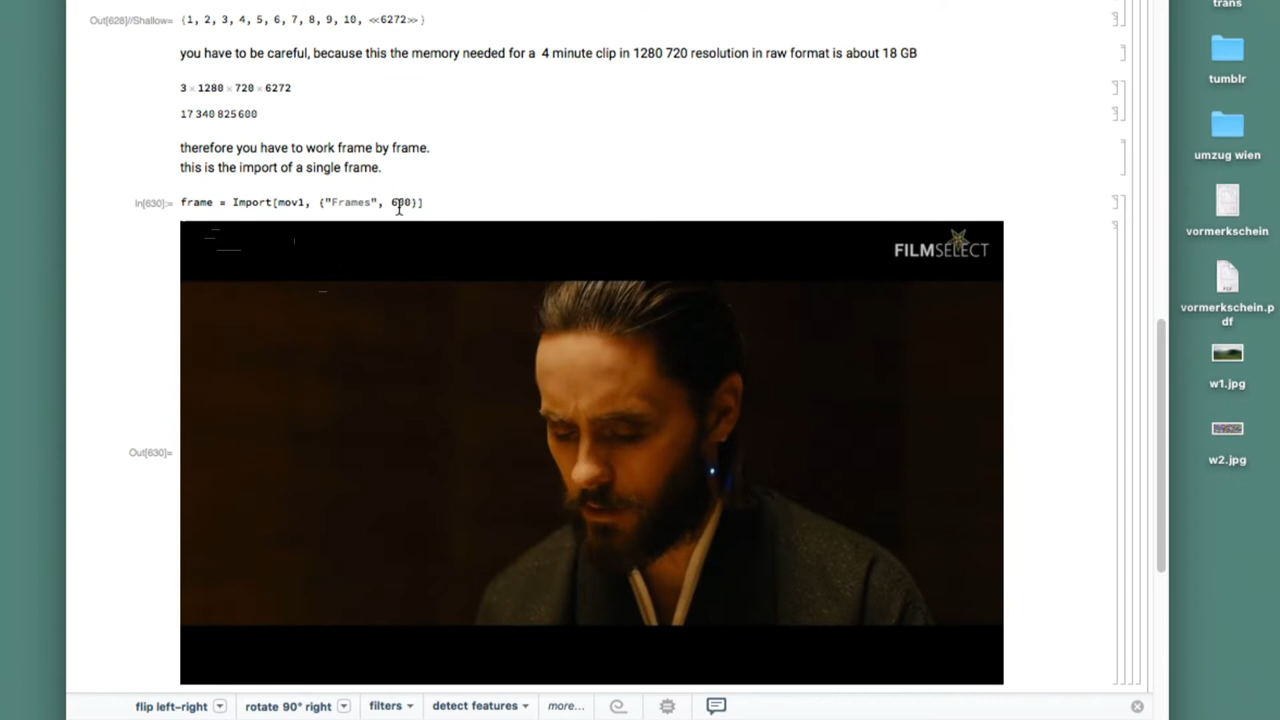 Out[628]//Shallow= {1, 2, 3, 4, 5, 6, 7, 8, 9, 10, <<6272>>}
you have to be careful, because this the memory needed for a 4 minute clip in 1280 720 resolution in raw format is about 18 GB
3 × 1280 × 720 × 6272
17 340 825 600
therefore you have to work frame by frame.
this is the import of a single frame.
In[630]:= frame = Import[mov1, {"Frames", 600}]
FILMSELECT
Out[630]=
flip left-right rotate 90° right filters detect features more...
trans
tumblr
umzug wien
vormerkschein
vormerkschein.p
df
w1.jpg
w2.jpg